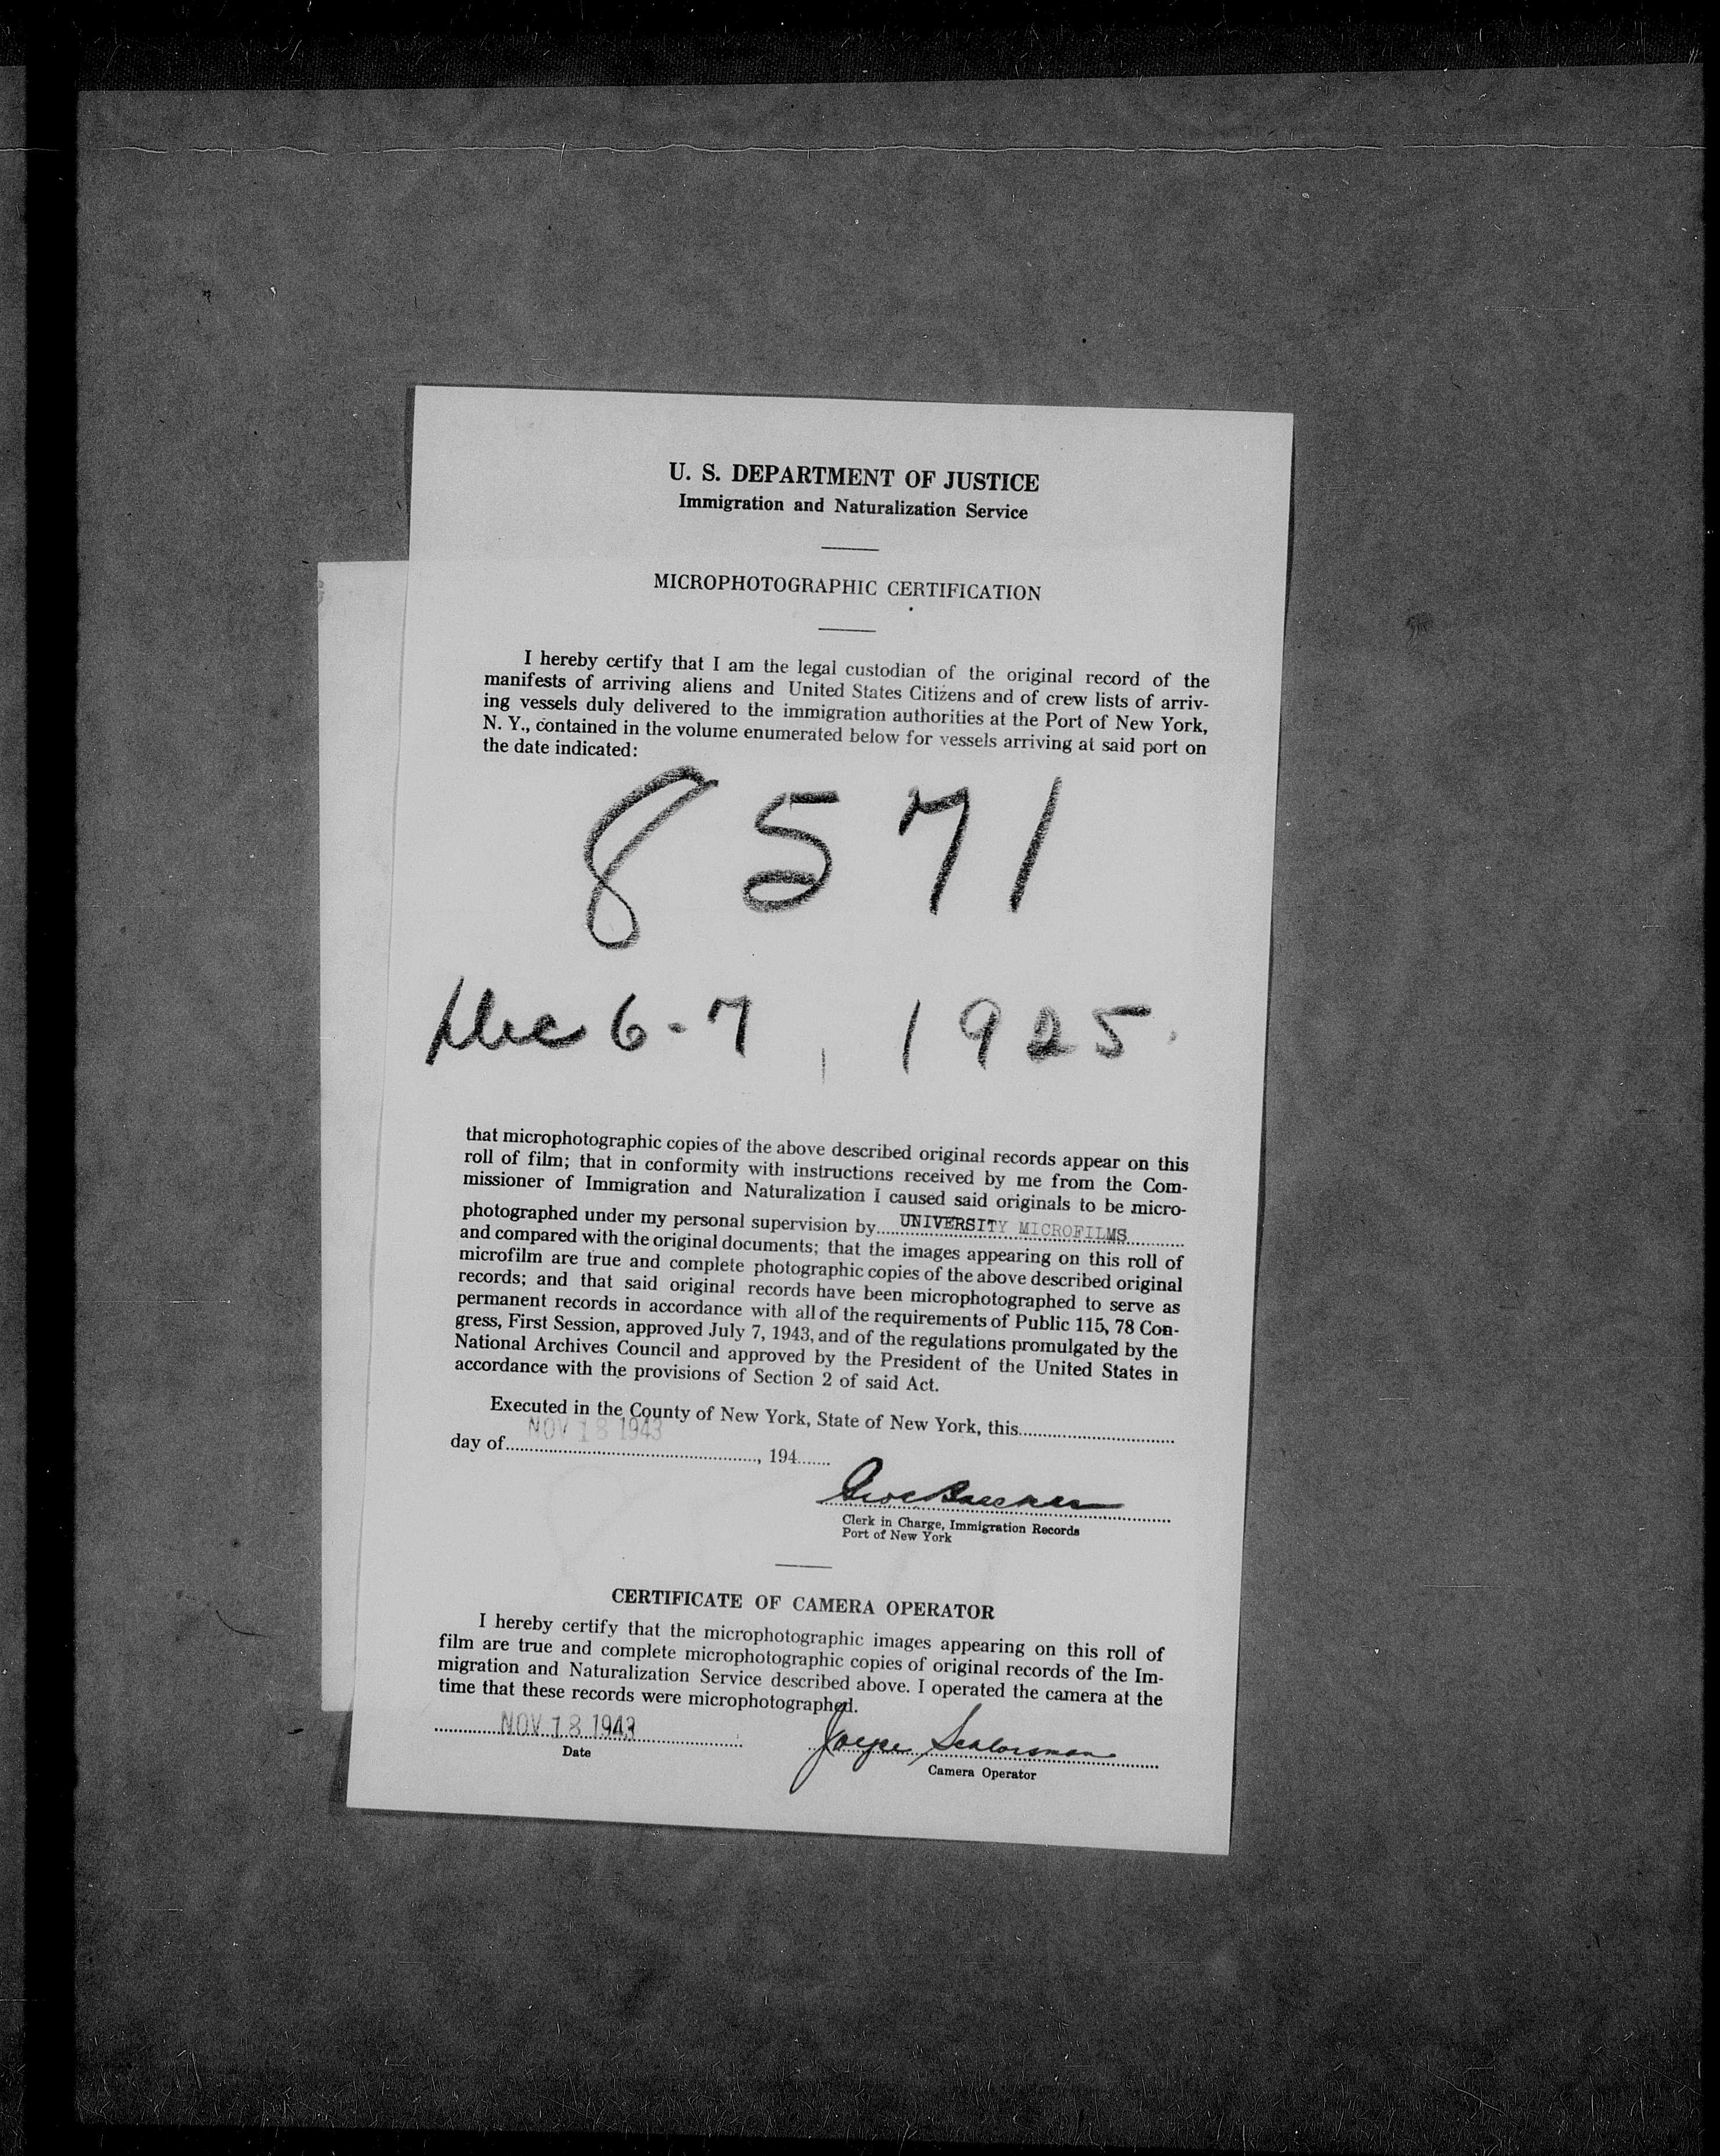 U. S. DEPARTMENT OF JUSTICE
Immigration and Naturalization Service
MICROPHOTOGRAPHIC CERTIFICATION
I hereby certify that I am the legal custodian of the original record of the
manifests of arriving aliens and United States Citizens and of crew lists of arriv-
ing vessels duly delivered to the immigration authorities at the Port of New York,
N. Y., contained in the volume enumerated below for vessels arriving at said port on
the date indicated:
8571
Dec 6-7, 1925.
that microphotographic copies of the above described original records appear on this
roll of film; that in conformity with instructions received by me from the Com-
missioner of Immigration and Naturalization I caused said originals to be micro-
photographed under my personal supervision by UNIVERSITY MICROFILMS
and compared with the original documents; that the images appearing on this roll of
microfilm are true and complete photographic copies of the above described original
records; and that said original records have been microphotographed to serve as
permanent records in accordance with all of the requirements of Public 115, 78 Con-
gress, First Session, approved July 7, 1943, and of the regulations promulgated by the
National Archives Council and approved by the President of the United States in
accordance with the provisions of Section 2 of said Act.
Executed in the County of New York, State of New York, this
NOV 18 1943
day of , 194
Clerk in Charge, Immigration Records
Port of New York
CERTIFICATE OF CAMERA OPERATOR
I hereby certify that the microphotographic images appearing on this roll of
film are true and complete microphotographic copies of original records of the Im-
migration and Naturalization Service described above. I operated the camera at the
time that these records were microphotographed.
NOV 18 1943 Joyce
Date
Camera Operator